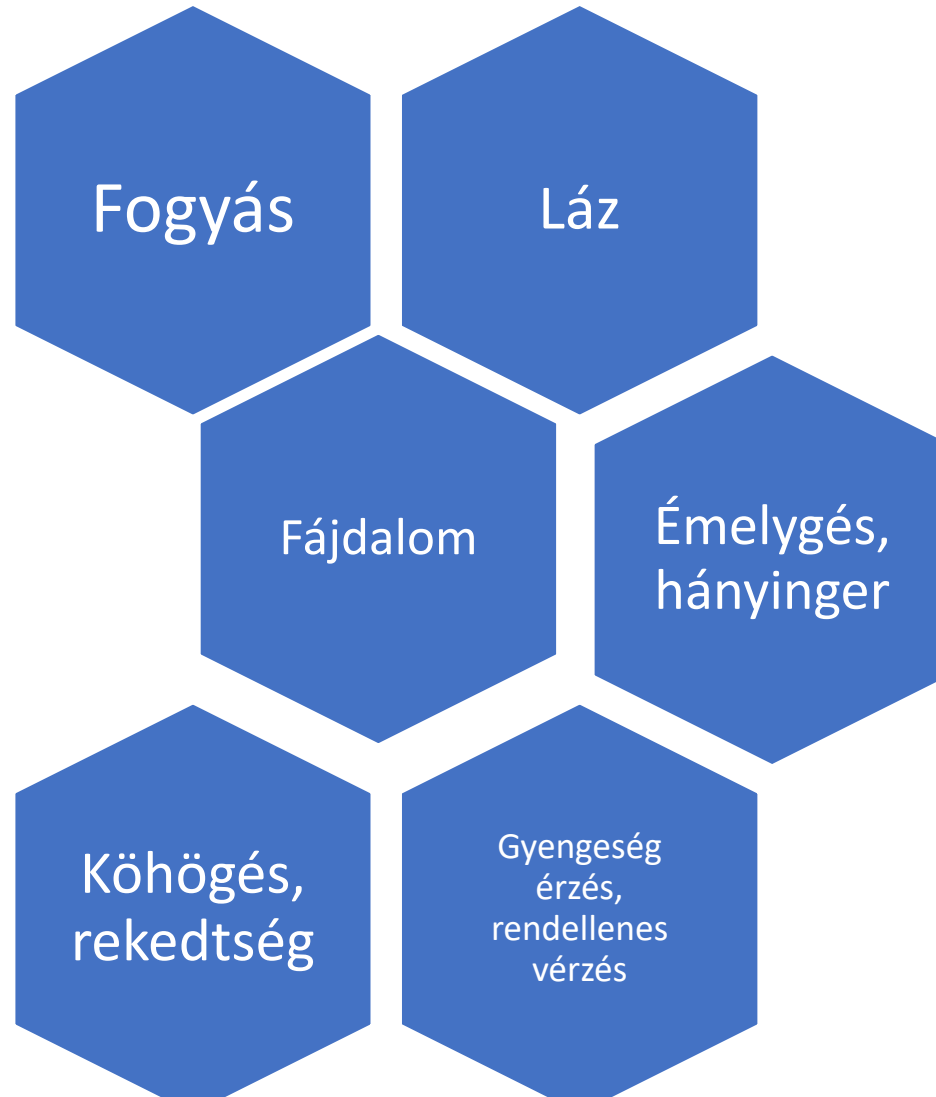 Fogyás
Láz
Fájdalom
Émelygés,
hányinger
Köhögés,
rekedtség
Gyengeség
érzés,
rendellenes
vérzés